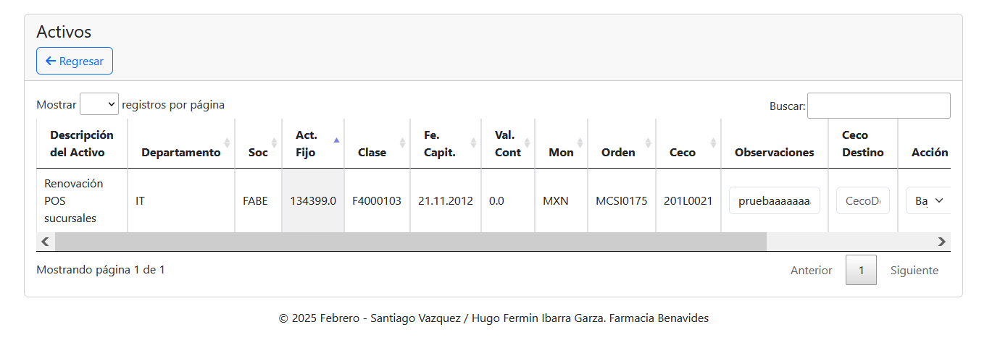 Activos
Regresar
Mostrar registros por página
Buscar:
Descripción del Activo Departamento Soc Act. Fijo Clase Fe. Capit. Val. Cont Mon Orden Ceco Observaciones Ceco Destino Acción
Renovación POS sucursales IT FABE 134399.0 F4000103 21.11.2012 0.0 MXN MCSI0175 201L0021 pruebaaaaaaa
Mostrando página 1 de 1
Anterior 1 Siguiente
© 2025 Febrero - Santiago Vazquez / Hugo Fermin Ibarra Garza. Farmacia Benavides